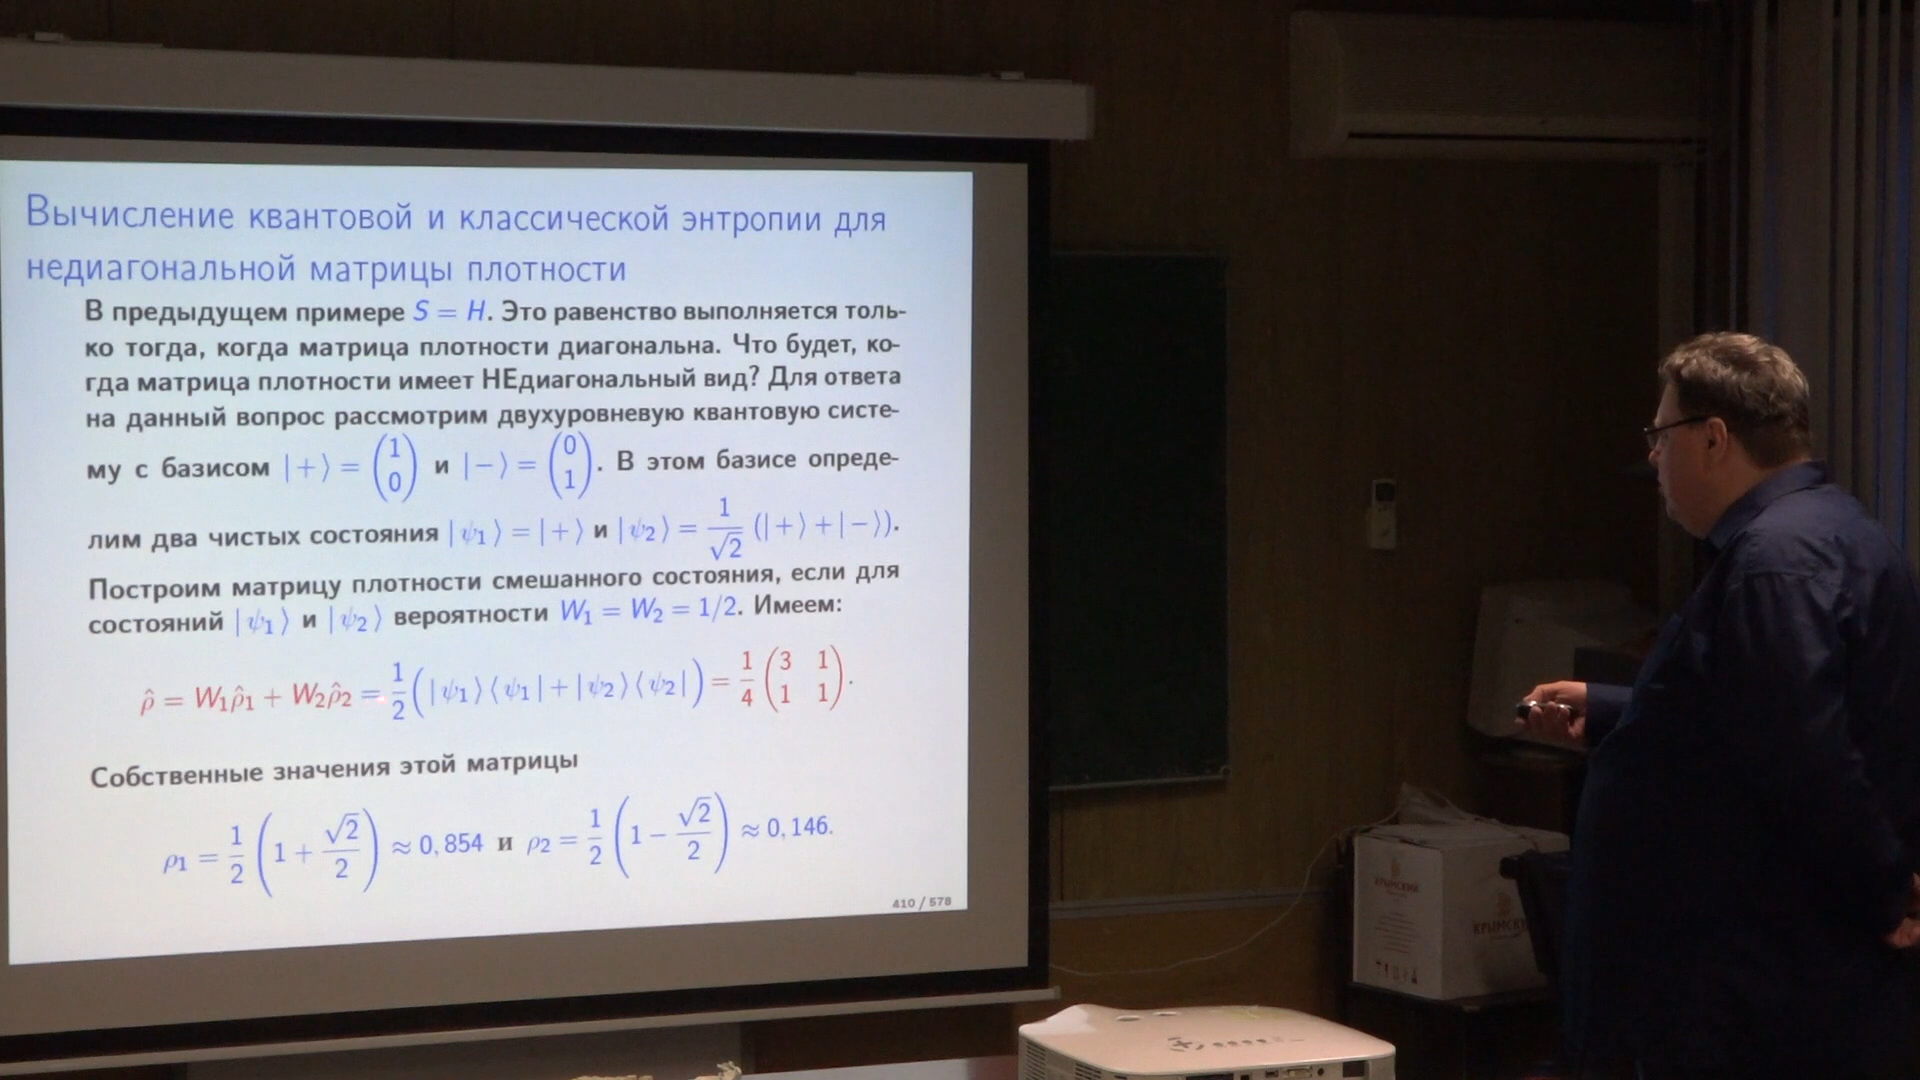 Вычисление квантовой и классической энтропии для
недиагональной матрицы плотности
В предыдущем примере S = H. Это равенство выполняется толь-
ко тогда, когда матрица плотности диагональна. Что будет, ко-
гда матрица плотности имеет НЕдиагональный вид? Для ответа
на данный вопрос рассмотрим двухуровневую квантовую систе-
му с базисом |+⟩ = (1 0) и |−⟩ = (0 1). В этом базисе опреде-
лим два чистых состояния |ψ₁⟩ = |+⟩ и |ψ₂⟩ = 1/√2 (|+⟩ + |−⟩).
Построим матрицу плотности смешанного состояния, если для
состояний |ψ₁⟩ и |ψ₂⟩ вероятности W₁ = W₂ = 1/2. Имеем:
ρ̂ = W₁ρ̂₁ + W₂ρ̂₂ = 1/2 (|ψ₁⟩⟨ψ₁| + |ψ₂⟩⟨ψ₂|) = 1/4 (3 1 1 1).
Собственные значения этой матрицы
ρ₁ = 1/2 (1 + √2/2) ≈ 0,854 и ρ₂ = 1/2 (1 − √2/2) ≈ 0,146.
410 / 578
КРЫМСКИЙ